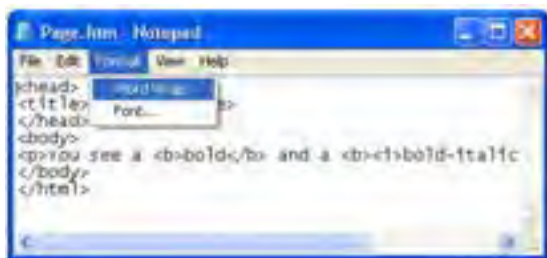 Page.htm - Notepad
File Edit Format View Help
<head>
Word Wrap
<title> e>
Font...
</head>
<body>
<p>You see a <b>bold</b> and a <b><i>bold-italic
</body>
</html>